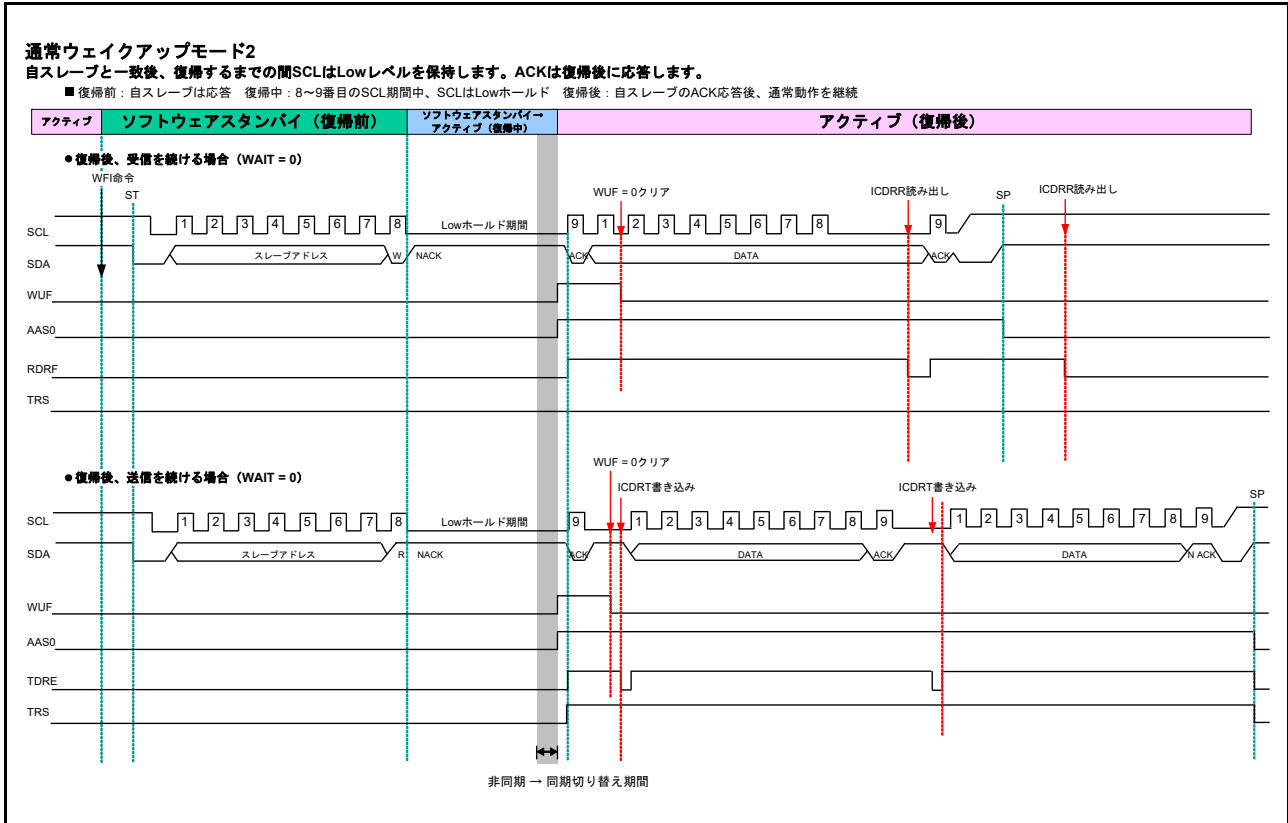 通常ウェイクアップモード2
自スレーブと一致後、復帰するまでの間SCLはLowレベルを保持します。ACKは復帰後に応答します。
■ 復帰前：自スレーブは応答　復帰中：8～9番目のSCL期間中、SCLはLowホールド　復帰後：自スレーブのACK応答後、通常動作を継続
アクティブ
ソフトウェアスタンバイ（復帰前）
ソフトウェアスタンバイ→
アクティブ（復帰中）
アクティブ（復帰後）
●復帰後、受信を続ける場合（WAIT = 0）
WFI命令
ST
WUF = 0クリア
ICDRR読み出し
SP
ICDRR読み出し
SCL
1 2 3 4 5 6 7 8
Lowホールド期間
9 1 2 3 4 5 6 7 8 9
SDA
スレーブアドレス
W
NACK
ACK
DATA
ACK
WUF
AAS0
RDRF
TRS
●復帰後、送信を続ける場合（WAIT = 0）
WUF = 0クリア
ICDRT書き込み
ICDRT書き込み
SP
SCL
1 2 3 4 5 6 7 8
Lowホールド期間
9 1 2 3 4 5 6 7 8 9 1 2 3 4 5 6 7 8 9
SDA
スレーブアドレス
R
NACK
ACK
DATA
ACK
DATA
N ACK
WUF
AAS0
TDRE
TRS
非同期 → 同期切り替え期間